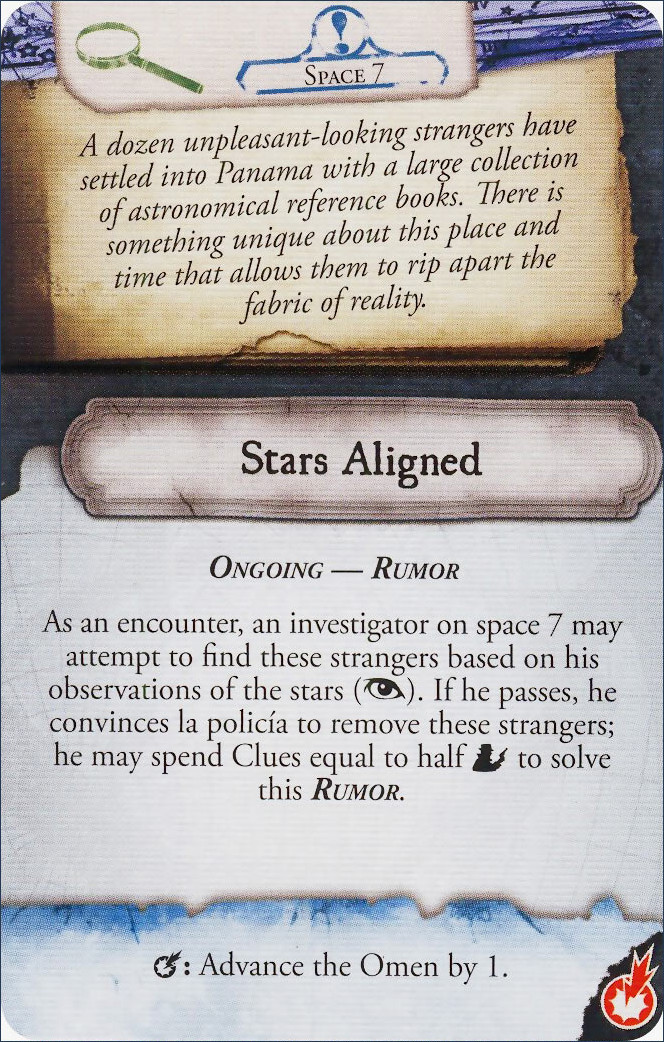 Space 7
A dozen unpleasant-looking strangers have
settled into Panama with a large collection
of astronomical reference books. There is
something unique about this place and
time that allows them to rip apart the
fabric of reality.
Stars Aligned
Ongoing — Rumor
As an encounter, an investigator on space 7 may
attempt to find these strangers based on his
observations of the stars ( ). If he passes, he
convinces la policía to remove these strangers;
he may spend Clues equal to half to solve
this Rumor.
: Advance the Omen by 1.